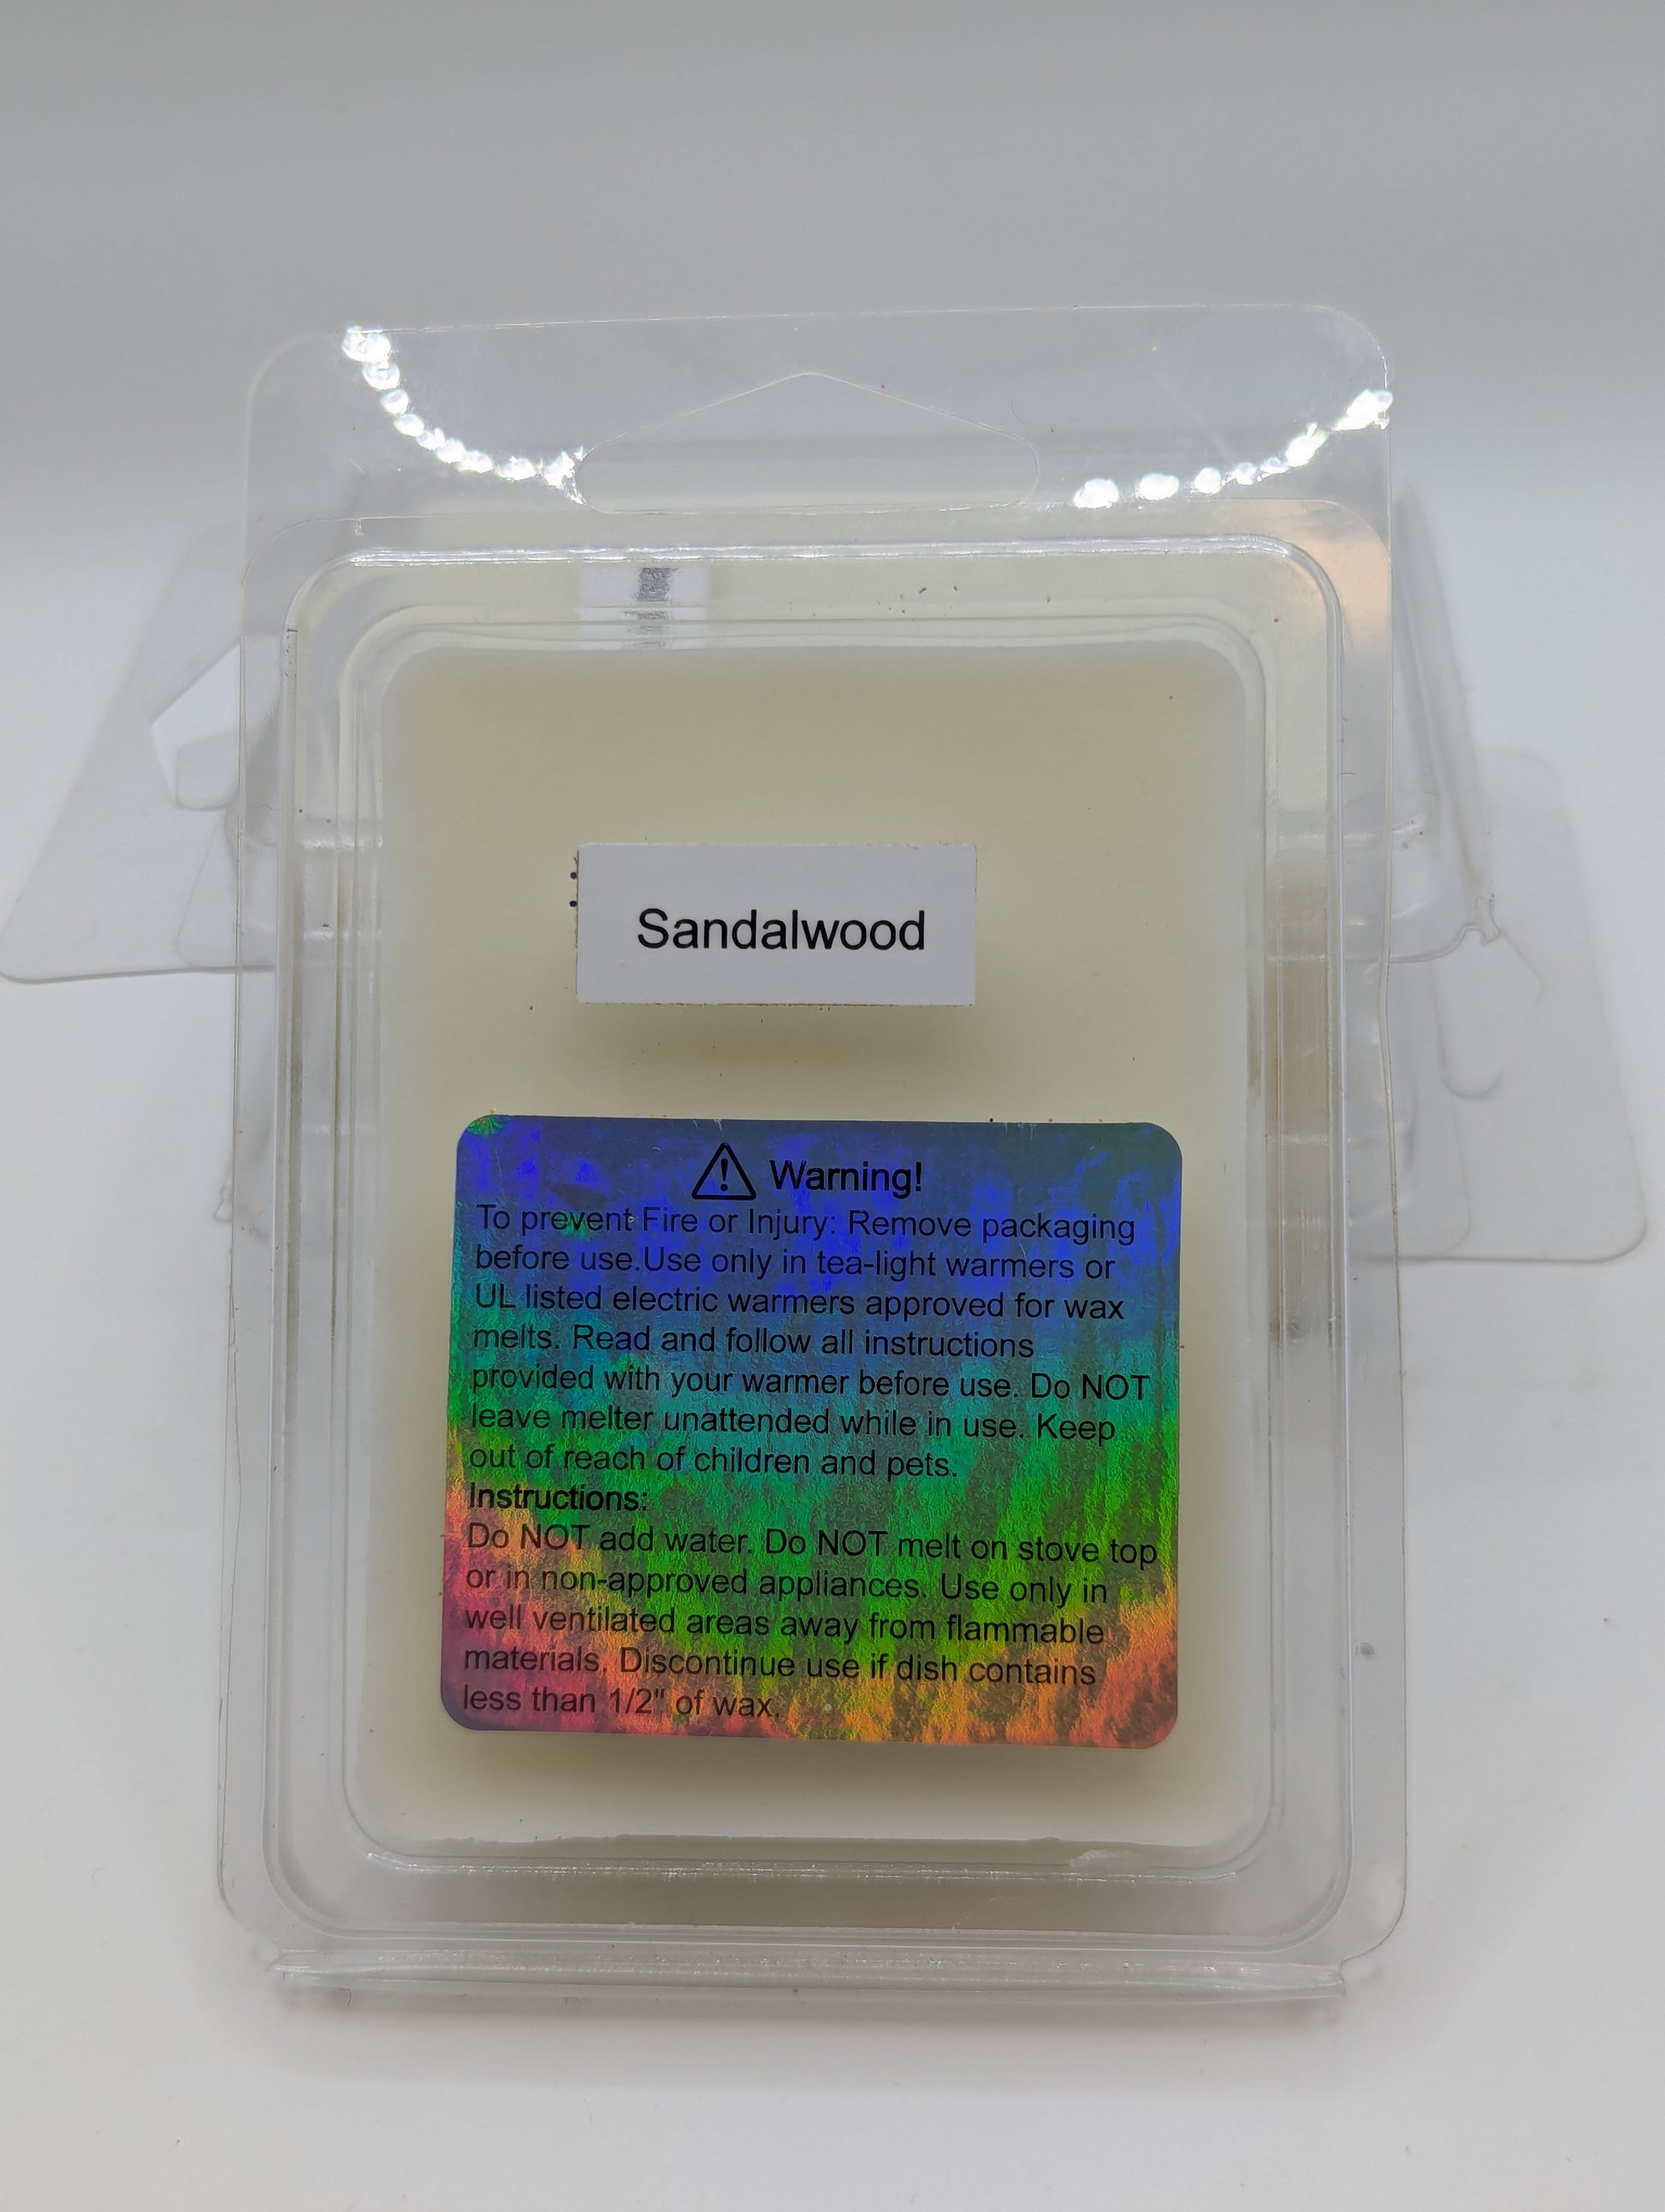 Sandalwood
Warning!
To prevent Fire or Injury: Remove packaging
before use.Use only in tea-light warmers or
UL listed electric warmers approved for wax
melts. Read and follow all instructions
provided with your warmer before use. Do NOT
leave melter unattended while in use. Keep
out of reach of children and pets.
Instructions:
Do NOT add water. Do NOT melt on stove top
or in non-approved appliances. Use only in
well ventilated areas away from flammable
materials. Discontinue use if dish contains
less than 1/2" of wax.